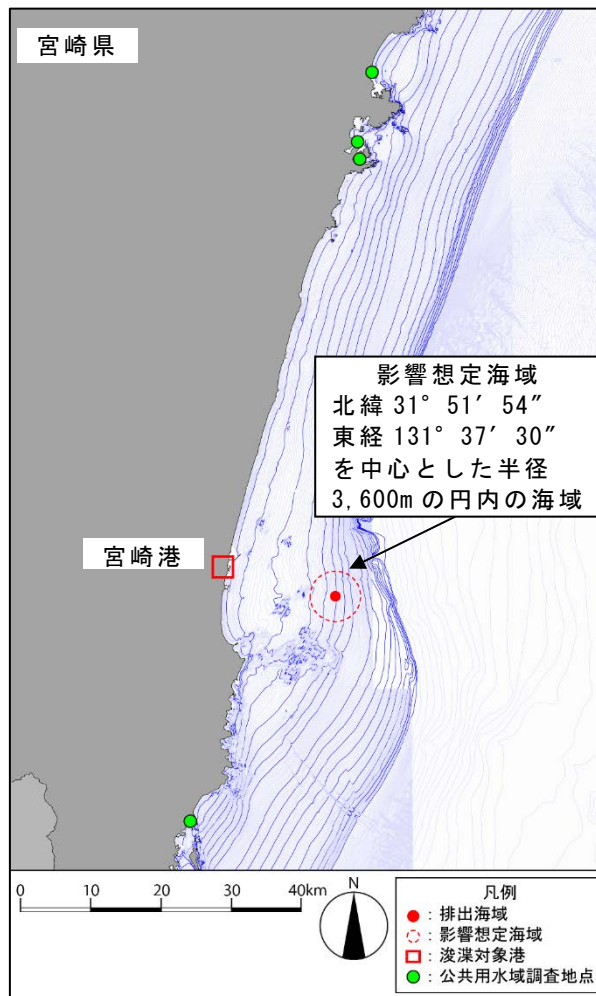 宮崎県
影響想定海域
北緯 31° 51′ 54″
東経 131° 37′ 30″
を中心とした半径
3,600m の円内の海域
宮崎港
0 10 20 30 40km
N
凡例
:排出海域
:影響想定海域
:浚渫対象港
:公共用水域調査地点